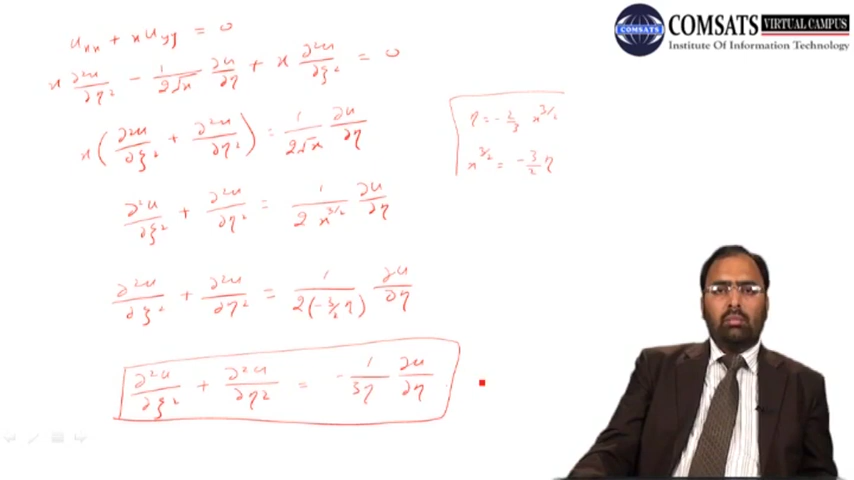 COMSATS VIRTUAL CAMPUS
Institute Of Information Technology
uₓₓ + x u_yy = 0
x ∂²u/∂η² − 1/(2√x) ∂u/∂η + x ∂²u/∂ξ² = 0
x(∂²u/∂ξ² + ∂²u/∂η²) = 1/(2√x) ∂u/∂η
η = −2/3 x^(3/2)
x^(3/2) = −3/2 η
∂²u/∂ξ² + ∂²u/∂η² = 1/(2 x^(3/2)) ∂u/∂η
∂²u/∂ξ² + ∂²u/∂η² = 1/(2(−3/2 η)) ∂u/∂η
∂²u/∂ξ² + ∂²u/∂η² = − 1/(3η) ∂u/∂η